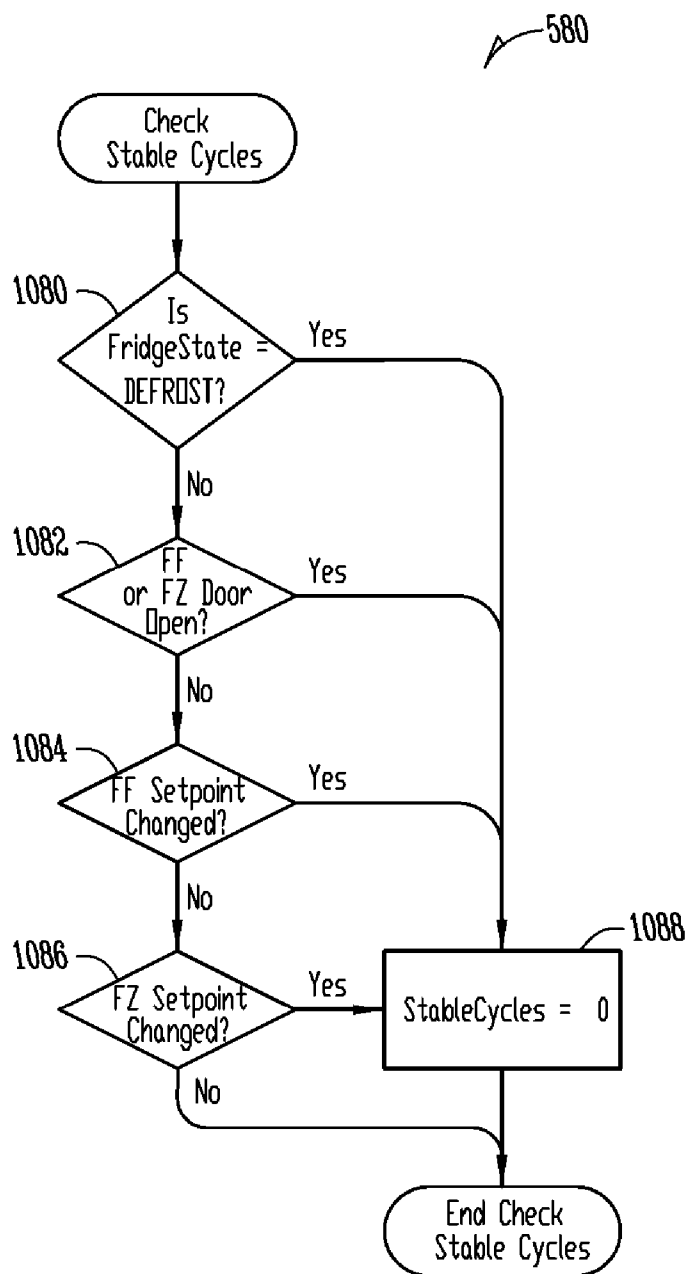 580
Check
Stable Cycles
1080
Is
FridgeState =
DEFROST?
Yes
No
1082
FF
or FZ Door
Open?
Yes
No
1084
FF Setpoint
Changed?
Yes
No
1086
FZ Setpoint
Changed?
Yes
No
1088
StableCycles = 0
End Check
Stable Cycles